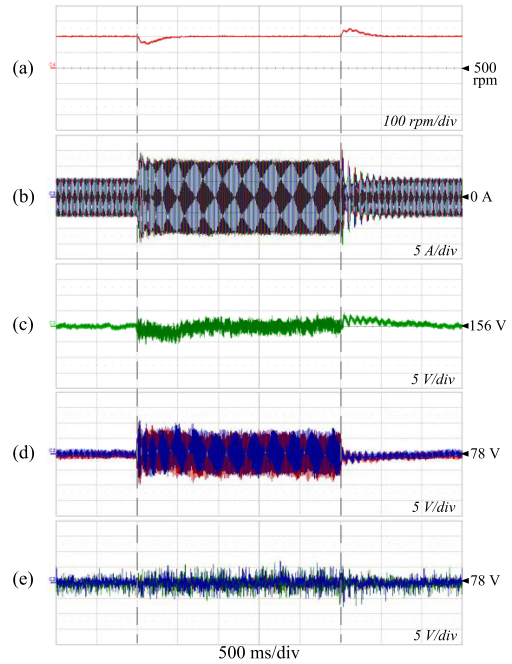 (a)
500
rpm
100 rpm/div
(b)
0 A
5 A/div
(c)
156 V
5 V/div
(d)
78 V
5 V/div
(e)
78 V
5 V/div
500 ms/div